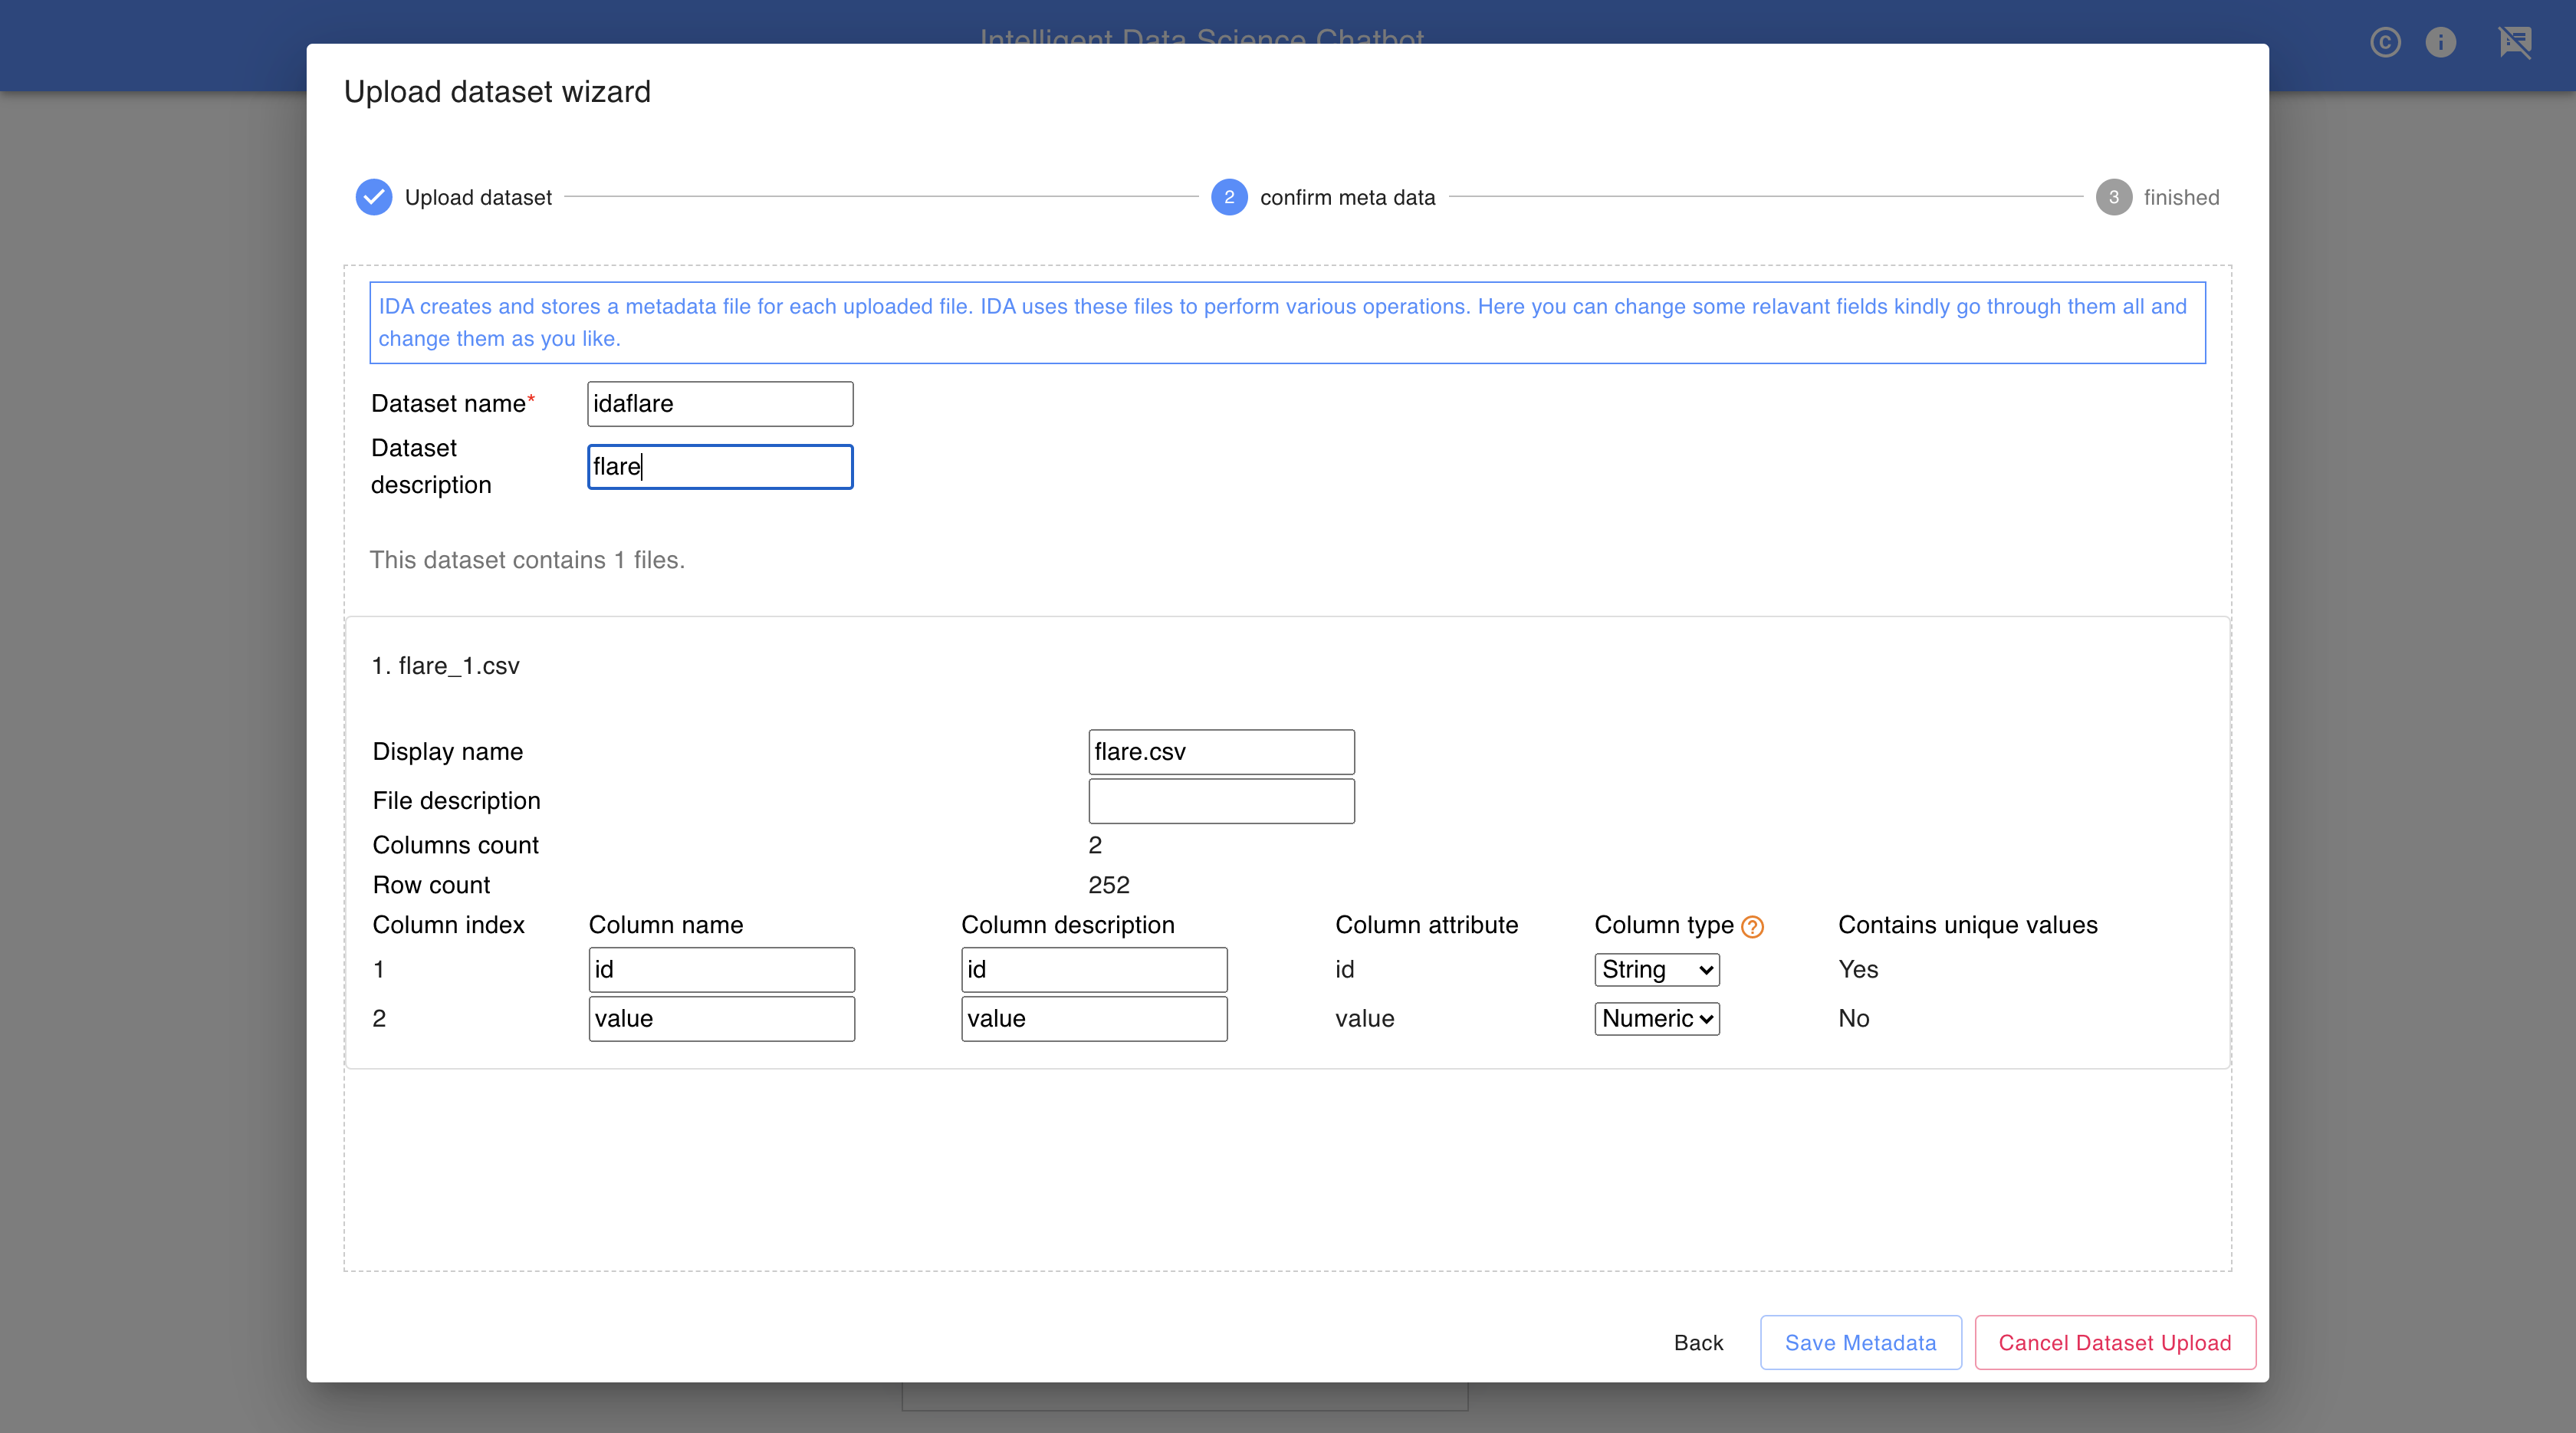 Intelligent Data Science Chatbot
Upload dataset wizard
Upload dataset
2 confirm meta data
3 finished
IDA creates and stores a metadata file for each uploaded file. IDA uses these files to perform various operations. Here you can change some relavant fields kindly go through them all and
change them as you like.
Dataset name* idaflare
Dataset
description
flare
This dataset contains 1 files.
1. flare_1.csv
Display name flare.csv
File description
Columns count 2
Row count 252
Column index Column name Column description Column attribute Column type ? Contains unique values
1 id id id String Yes
2 value value value Numeric No
Back Save Metadata Cancel Dataset Upload